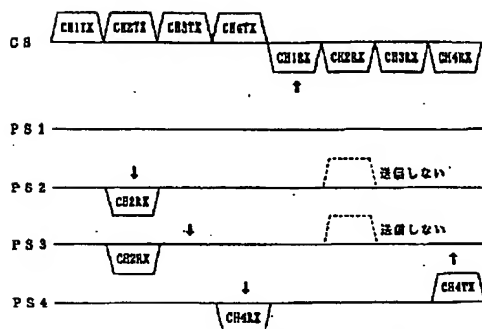 CH1TX CH2TX CH3TX CH4TX
CS
CH1RX CH2RX CH3RX CH4RX
↑
PS1
↓ 送信しない
PS2
CH2RX
↓ 送信しない
PS3
CH2RX ↑
↓ CH4TX
PS4
CH4RX